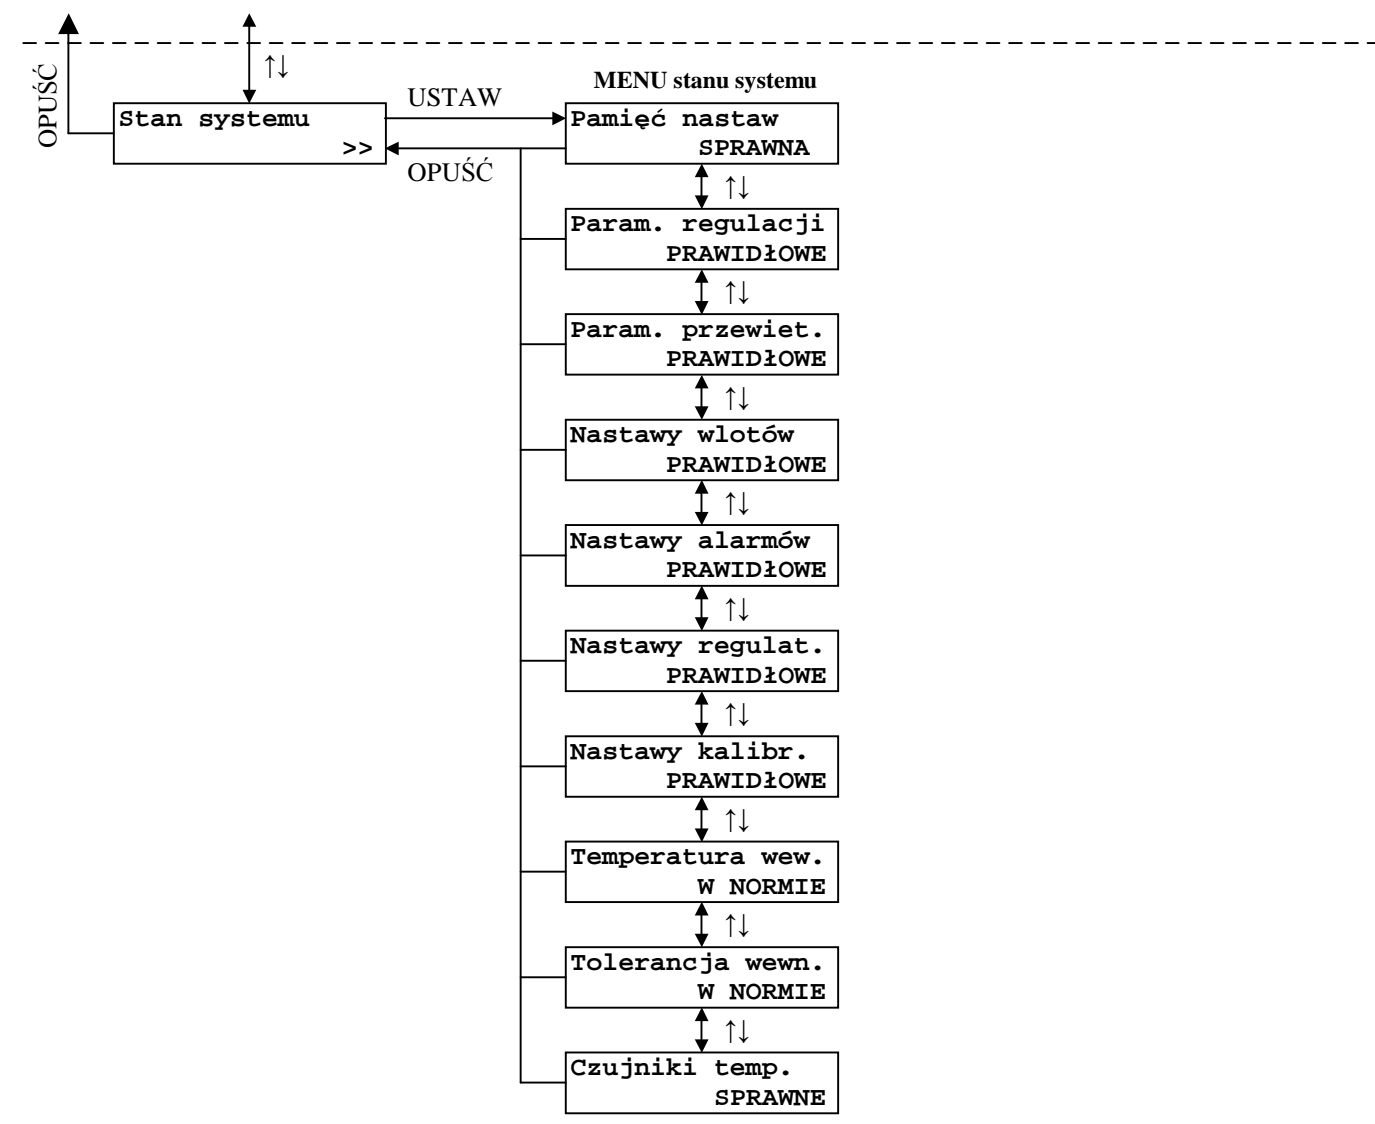 OPUŚĆ
↑↓
MENU stanu systemu
Stan systemu
>>
USTAW
OPUŚĆ
Pamięć nastaw
SPRAWNA
↑↓
Param. regulacji
PRAWIDłOWE
↑↓
Param. przewiet.
PRAWIDłOWE
↑↓
Nastawy wlotów
PRAWIDłOWE
↑↓
Nastawy alarmów
PRAWIDłOWE
↑↓
Nastawy regulat.
PRAWIDłOWE
↑↓
Nastawy kalibr.
PRAWIDłOWE
↑↓
Temperatura wew.
W NORMIE
↑↓
Tolerancja wewn.
W NORMIE
↑↓
Czujniki temp.
SPRAWNE